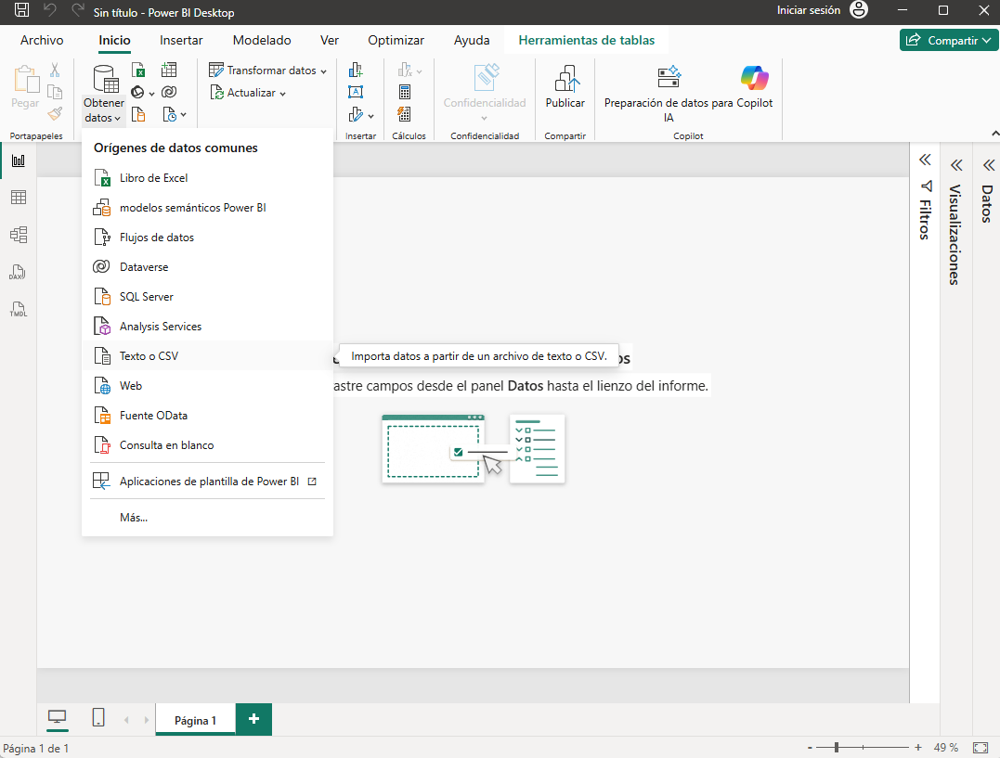 Sin título - Power BI Desktop
Iniciar sesión
Archivo
Inicio
Insertar
Modelado
Ver
Optimizar
Ayuda
Herramientas de tablas
Compartir
Pegar
Portapapeles
Obtener
datos
Transformar datos
Actualizar
Insertar
Cálculos
Confidencialidad
Confidencialidad
Publicar
Compartir
Preparación de datos para
IA
Copilot
Copilot
Orígenes de datos comunes
Libro de Excel
modelos semánticos Power BI
Flujos de datos
Dataverse
SQL Server
Analysis Services
Texto o CSV
Web
Fuente OData
Consulta en blanco
Aplicaciones de plantilla de Power BI
Más...
Importa datos a partir de un archivo de texto o CSV.
os
astre campos desde el panel Datos hasta el lienzo del informe.
DAX
TMDL
Filtros
Visualizaciones
Datos
Página 1
+
Página 1 de 1
- + 49 %